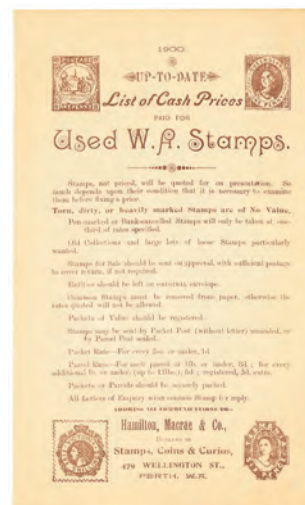 1900.
UP-TO-DATE
List of Cash Prices
PAID FOR
Used W.A. Stamps.
Stamps, not priced, will be quoted for on presentation. So
much depends upon their condition that it is necessary to examine
them before fixing a price.
Torn, dirty, or heavily marked Stamps are of No Value.
Pen-marked or Bank-cancelled Stamps will only be taken at one-
third of rates specified.
Old Collections and large lots of loose Stamps particularly
wanted.
Stamps for Sale should be sent on approval, with sufficient postage
to cover return, if not required.
Entires should be left on entire envelope.
Common Stamps must be removed from paper, otherwise the
rates quoted will not be allowed.
Packets of Value should be registered.
Stamps may be sent by Packet Post (without letter) unsealed, or
by Parcel Post sealed.
Packet Rate—For every 2oz. or under, 1d
Parcel Rate—For each parcel of 1lb. or under, ; for every
additional lb. or under, (up to 11lbs.), 6d ; registered, 3d. extra.
Packets or Parcels should be securely packed.
All Letters of Enquiry must contain Stamp for reply.
ADDRESS ALL COMMUNICATIONS TO—
Hamilton, Macrae & Co.,
DEALERS IN
Stamps, Coins & Curios,
479 WELLINGTON ST.,
PERTH, W.A.